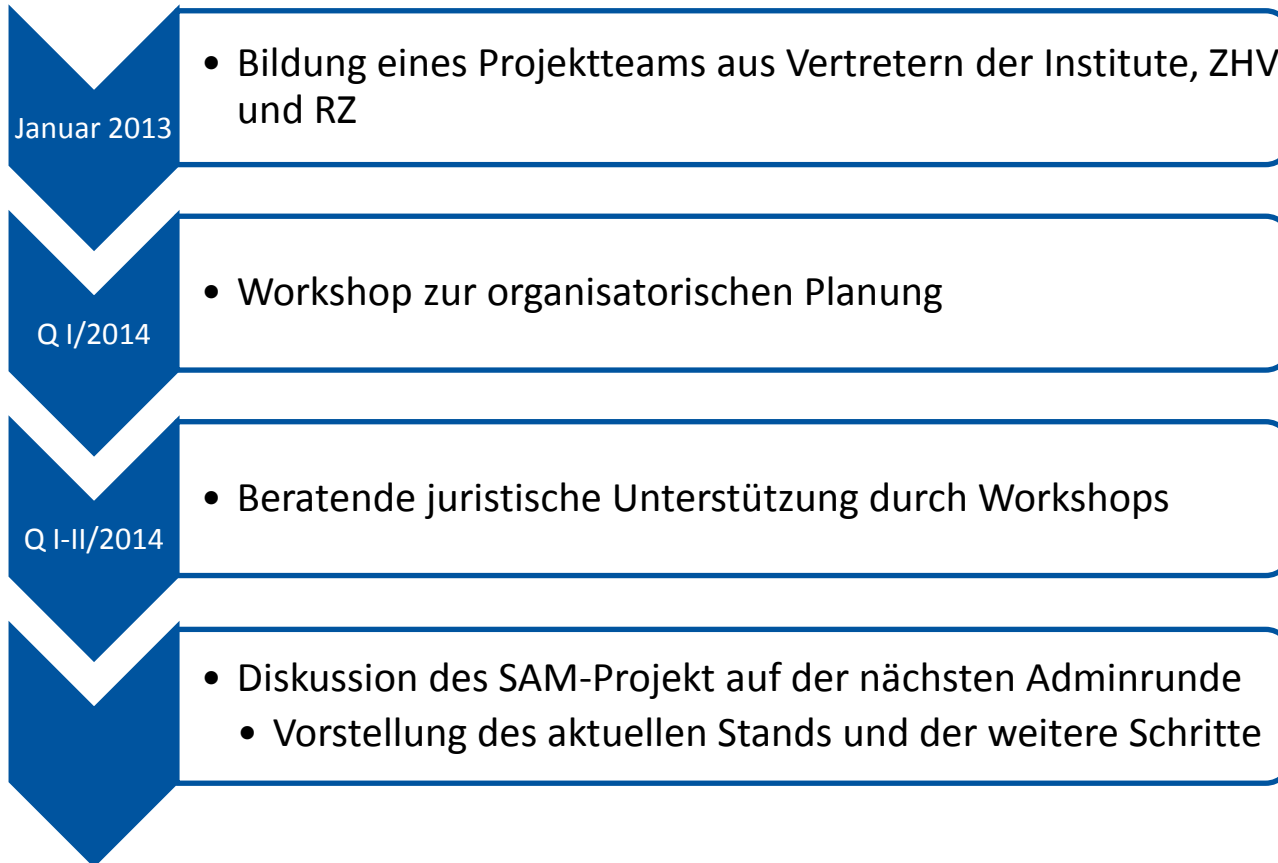 Januar 2013
• Bildung eines Projektteams aus Vertretern der Institute, ZHV
und RZ
Q I/2014
• Workshop zur organisatorischen Planung
Q I-II/2014
• Beratende juristische Unterstützung durch Workshops
• Diskussion des SAM-Projekt auf der nächsten Adminrunde
• Vorstellung des aktuellen Stands und der weitere Schritte